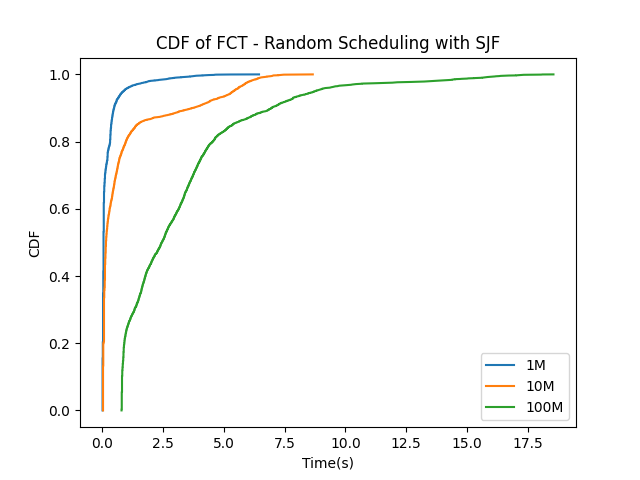 CDF of FCT - Random Scheduling with SJF
1.0
0.8
0.6
0.4
0.2
0.0
CDF
0.0 2.5 5.0 7.5 10.0 12.5 15.0 17.5
Time(s)
1M
10M
100M